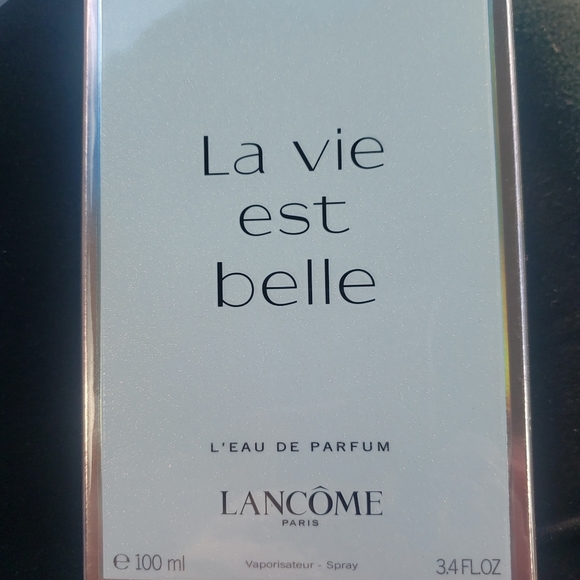 La vie
est
belle
L'EAU DE PARFUM
LANCÔME
PARIS
℮ 100 ml Vaporisateur - Spray 3.4 FL.OZ